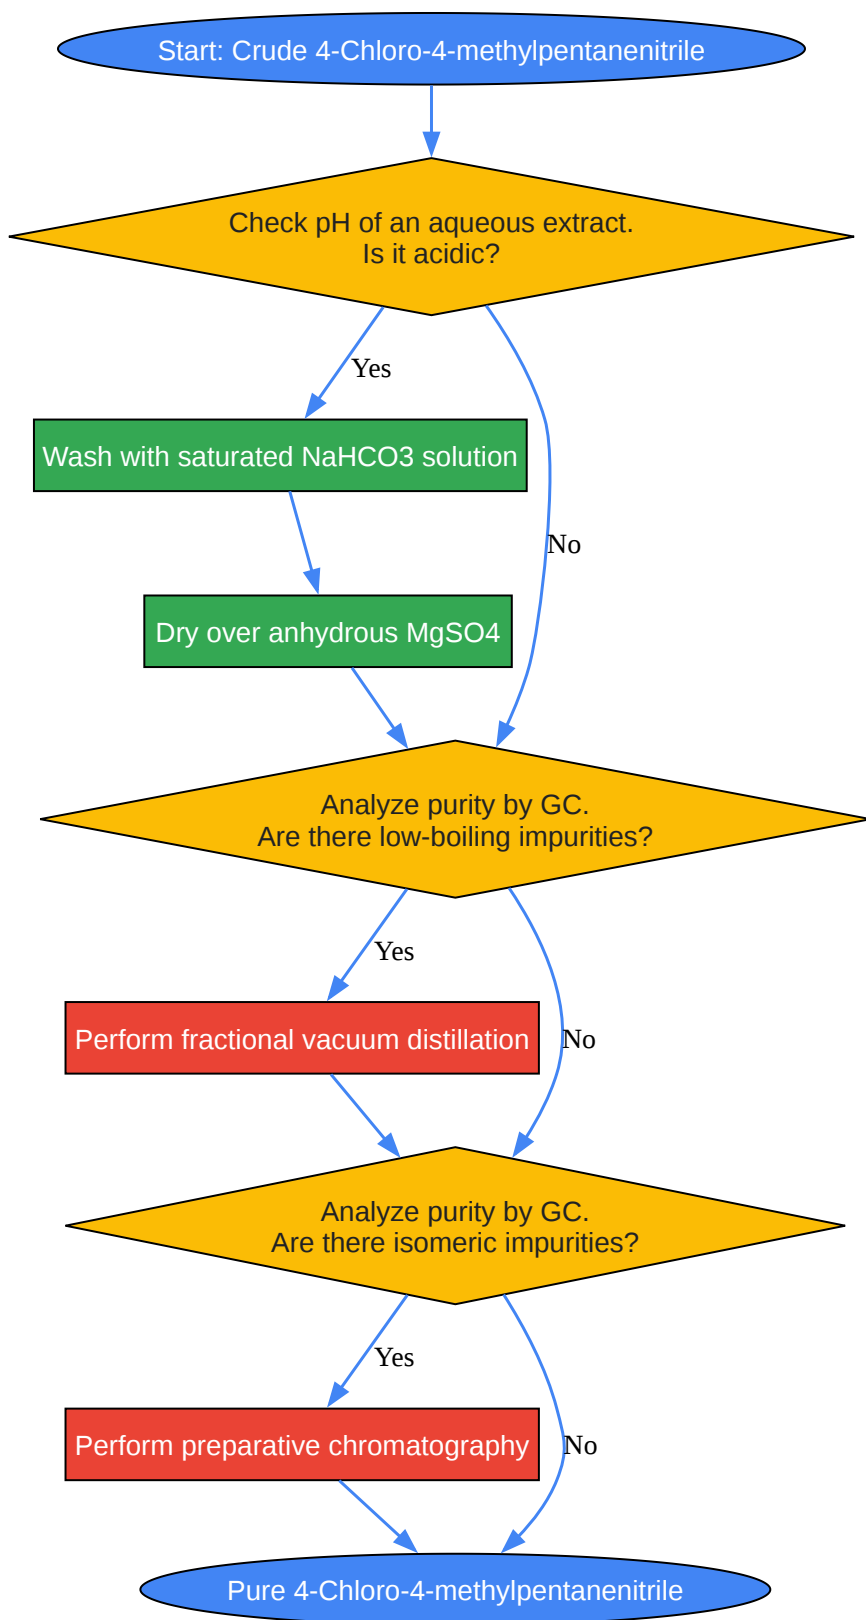 Start: Crude 4-Chloro-4-methylpentanenitrile
Check pH of an aqueous extract.
Is it acidic?
Yes
Wash with saturated NaHCO3 solution
No
Dry over anhydrous MgSO4
Analyze purity by GC.
Are there low-boiling impurities?
Yes
Perform fractional vacuum distillation
No
Analyze purity by GC.
Are there isomeric impurities?
Yes
Perform preparative chromatography
No
Pure 4-Chloro-4-methylpentanenitrile